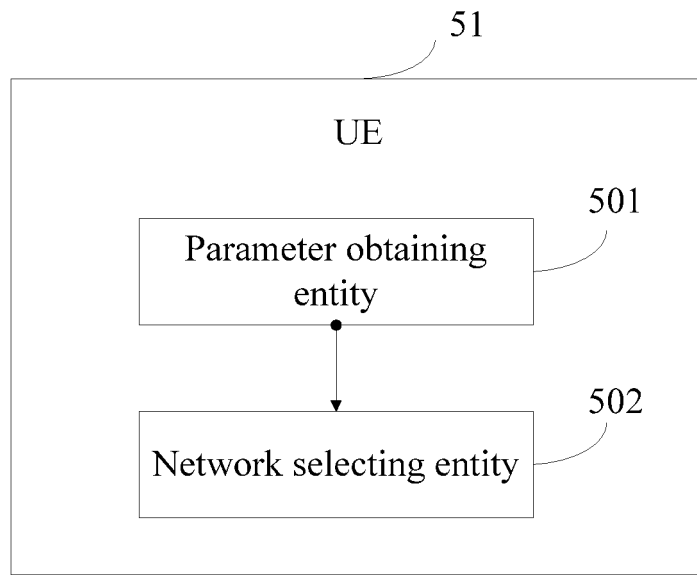 51
UE
501
Parameter obtaining
entity
502
Network selecting entity